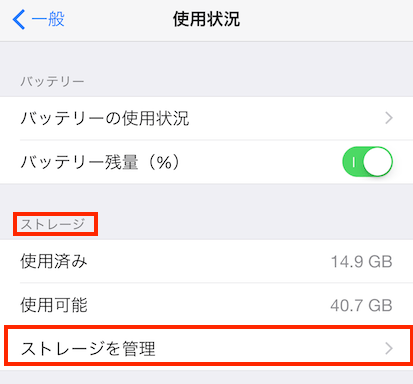 一般 使用状況
バッテリー
バッテリーの使用状況
バッテリー残量（%）
ストレージ
使用済み 14.9 GB
使用可能 40.7 GB
ストレージを管理